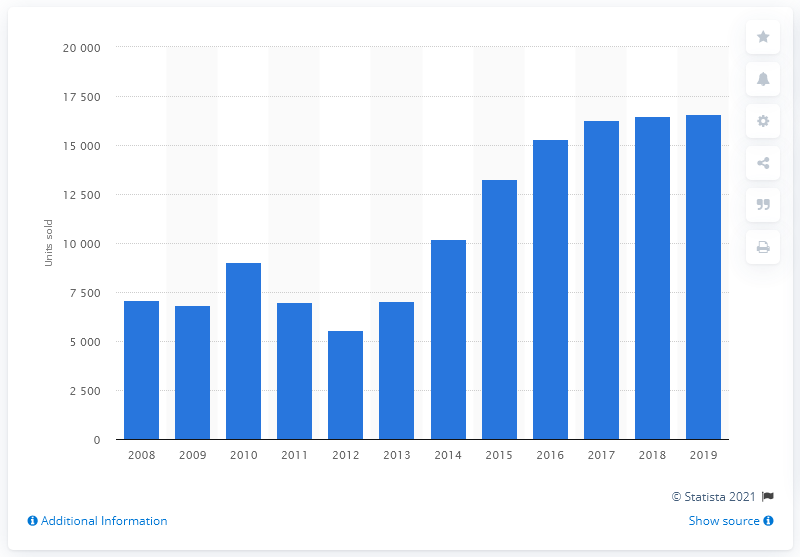 20 000
17 500
15 000
12 500
10 000
7 500
5 000
2 500
0
Units sold
2008 2009 2010 2011 2012 2013 2014 2015 2016 2017 2018 2019
© Statista 2021
Additional Information
Show source